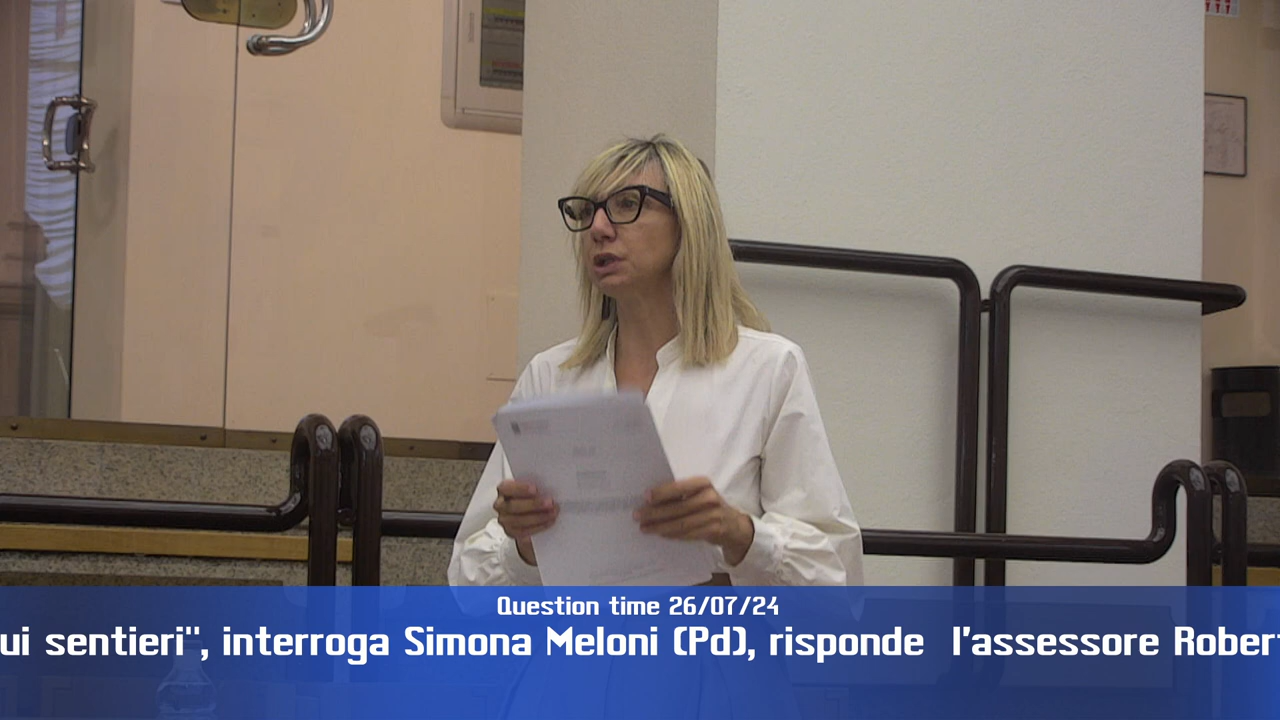 Question time 26/07/24
ui sentieri", interroga Simona Meloni (Pd), risponde l'assessore Robert